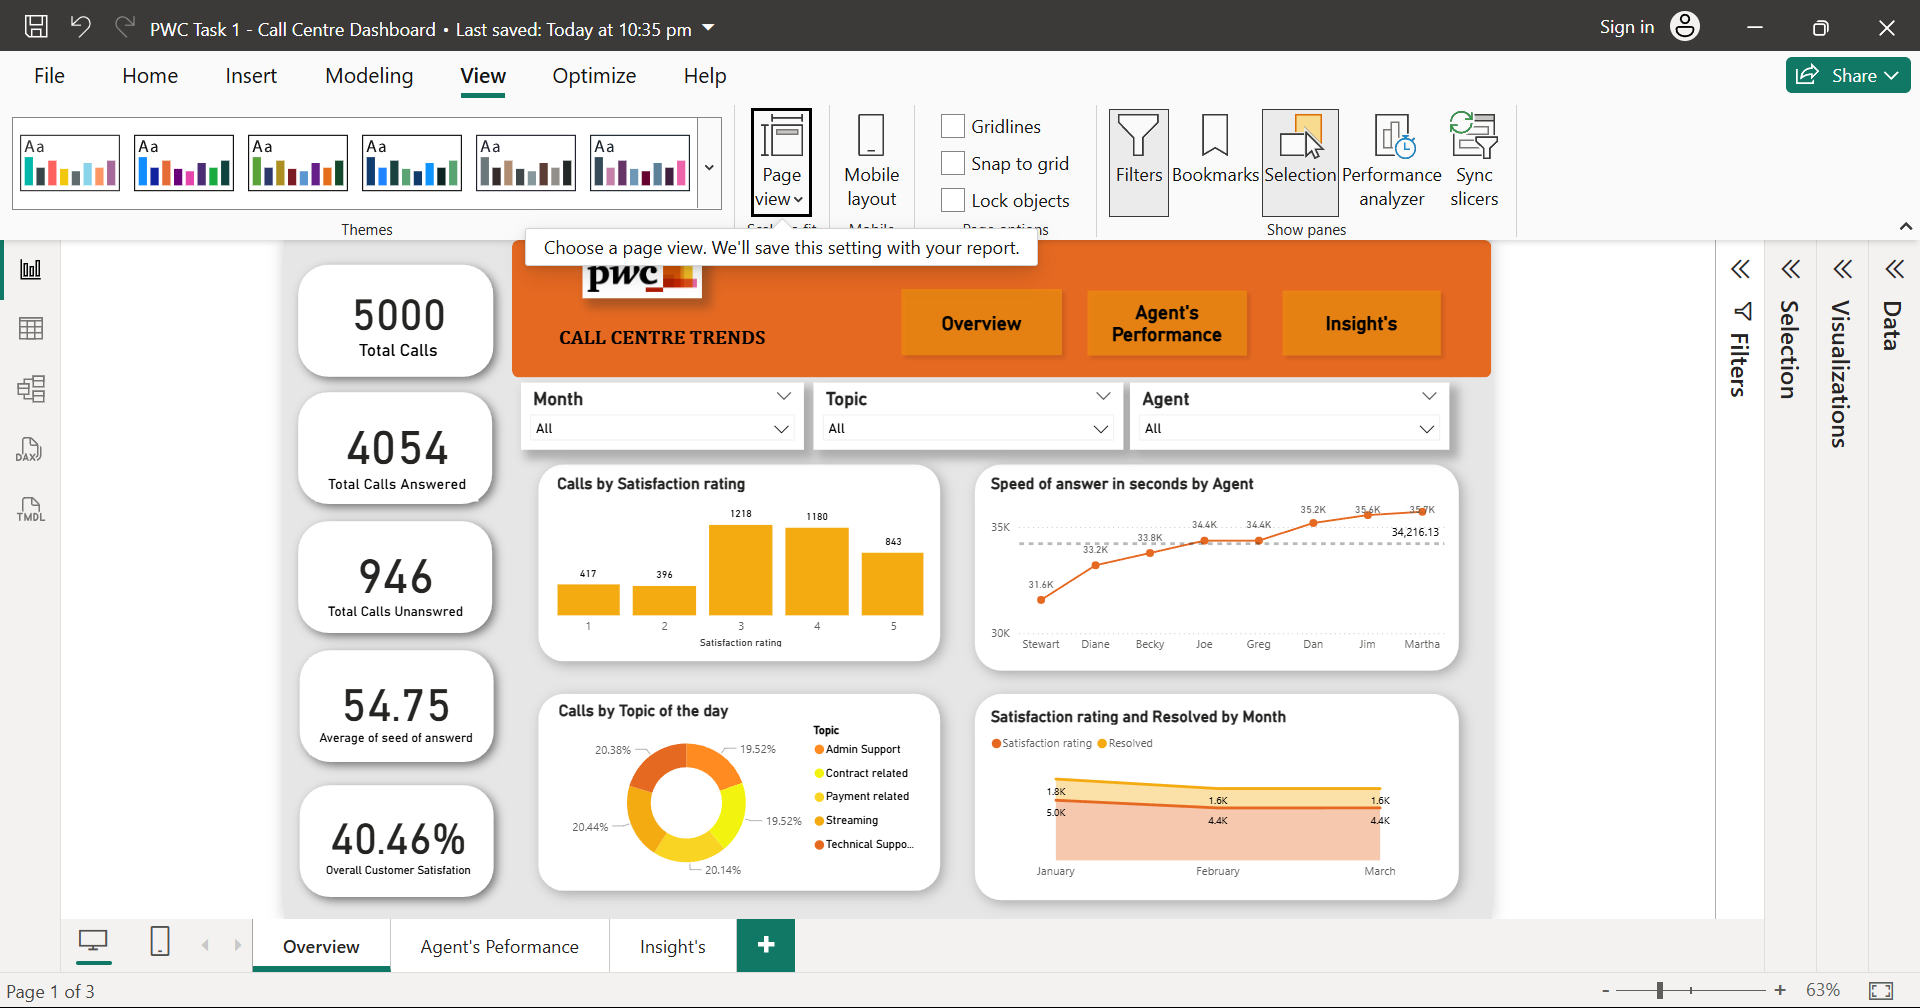 PWC Task 1 - Call Centre Dashboard • Last saved: Today at 10:35 pm
Sign in
File
Home
Insert
Modeling
View
Optimize
Help
Share
Aa
Aa
Aa
Aa
Aa
Aa
Themes
Page view
Mobile layout
Gridlines
Snap to grid
Lock objects
Filters
Bookmarks
Selection
Performance analyzer
Sync slicers
Show panes
Choose a page view. We'll save this setting with your report.
pwc
CALL CENTRE TRENDS
Overview
Agent's Performance
Insight's
5000
Total Calls
4054
Total Calls Answered
946
Total Calls Unanswred
54.75
Average of seed of answerd
40.46%
Overall Customer Satisfation
Month
All
Topic
All
Agent
All
Calls by Satisfaction rating
417
396
1218
1180
843
1
2
3
4
5
Satisfaction rating
Speed of answer in seconds by Agent
35K
30K
31.6K
33.2K
33.8K
34.4K
34.4K
35.2K
35.6K
35.7K
34,216.13
Stewart
Diane
Becky
Joe
Greg
Dan
Jim
Martha
Calls by Topic of the day
20.38%
19.52%
19.52%
20.14%
20.44%
Topic
Admin Support
Contract related
Payment related
Streaming
Technical Suppo...
Satisfaction rating and Resolved by Month
Satisfaction rating
Resolved
1.8K
5.0K
1.6K
4.4K
1.6K
4.4K
January
February
March
Filters
Selection
Visualizations
Data
DAX
TMDL
Overview
Agent's Peformance
Insight's
+
Page 1 of 3
- + 63%